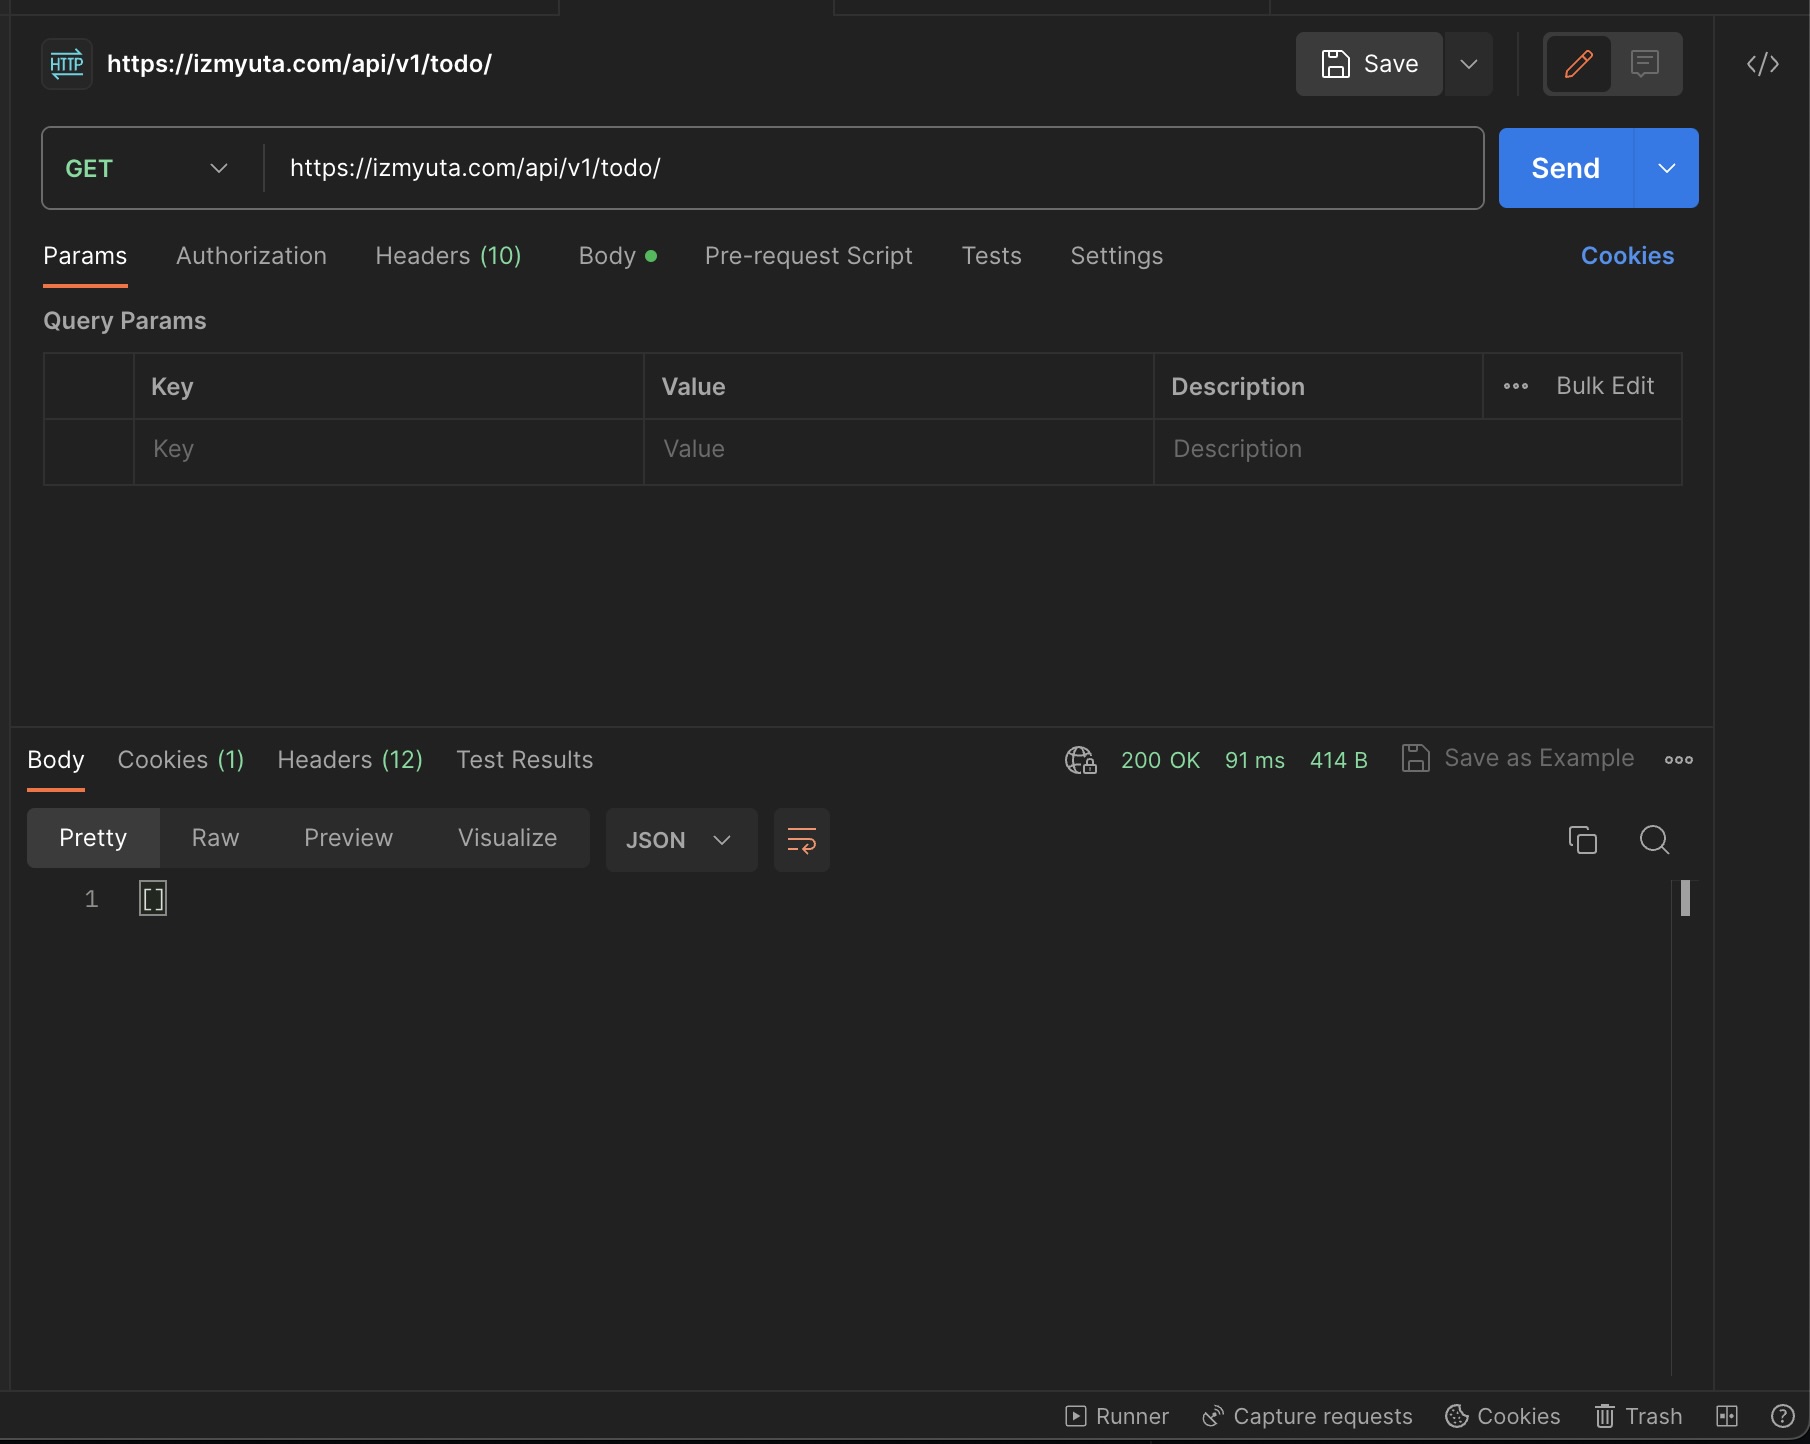 HTTP https://izmyuta.com/api/v1/todo/ Save
GET https://izmyuta.com/api/v1/todo/ Send
Params Authorization Headers (10) Body Pre-request Script Tests Settings Cookies
Query Params
Key Value Description Bulk Edit
Key Value Description
Body Cookies (1) Headers (12) Test Results 200 OK 91 ms 414 B Save as Example
Pretty Raw Preview Visualize JSON
1 []
Runner Capture requests Cookies Trash